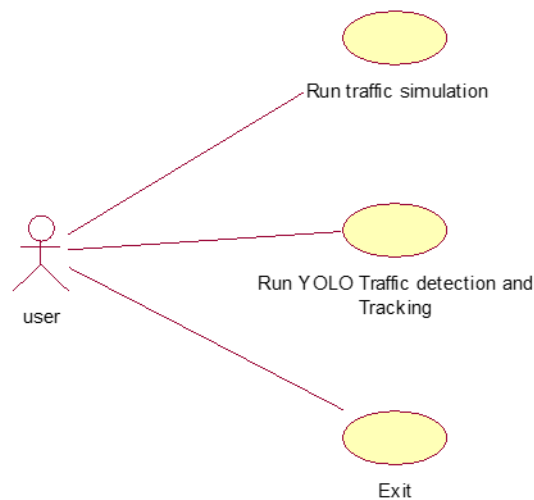 Run traffic simulation
Run YOLO Traffic detection and
Tracking
user
Exit